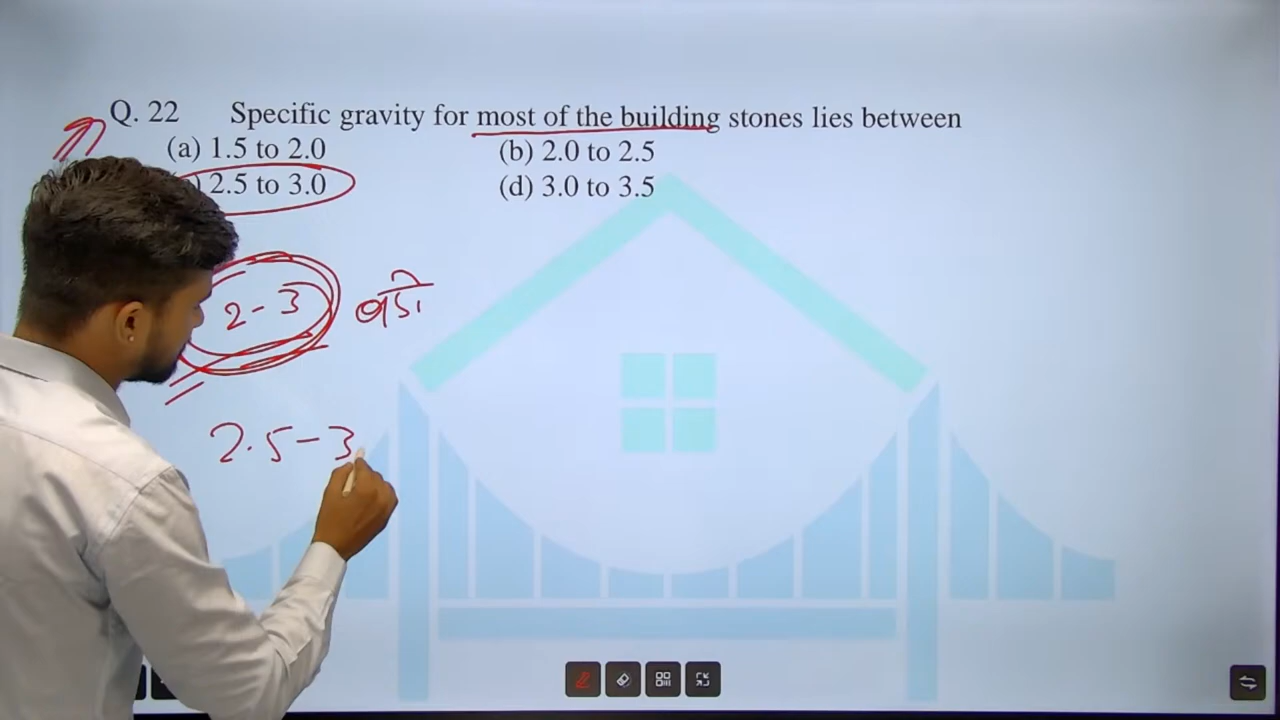 Q. 22 Specific gravity for most of the building stones lies between
(a) 1.5 to 2.0 (b) 2.0 to 2.5
) 2.5 to 3.0 (d) 3.0 to 3.5
2-3
2.5-3